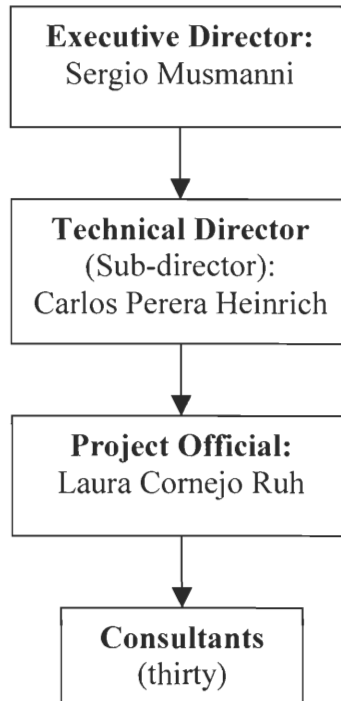 Executive Director:
Sergio Musmanni
Technical Director
(Sub-director):
Carlos Perera Heinrich
Project Official:
Laura Cornejo Ruh
Consultants
(thirty)